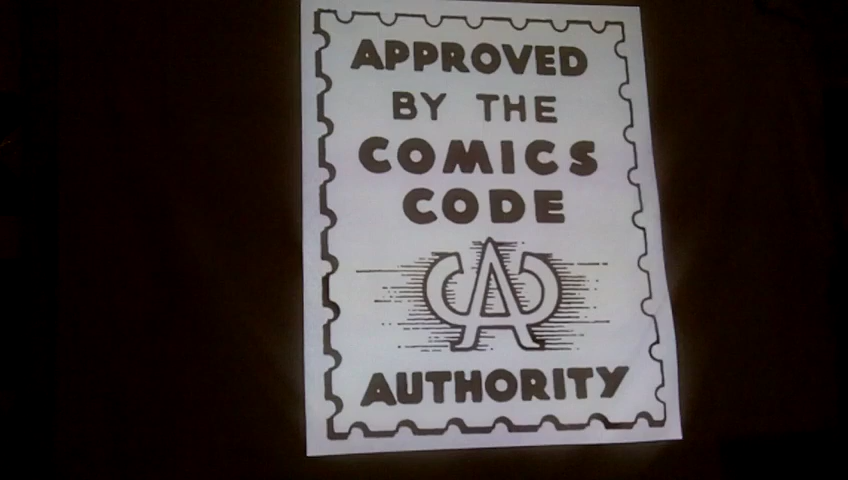 APPROVED
BY THE
COMICS
CODE
CA
AUTHORITY